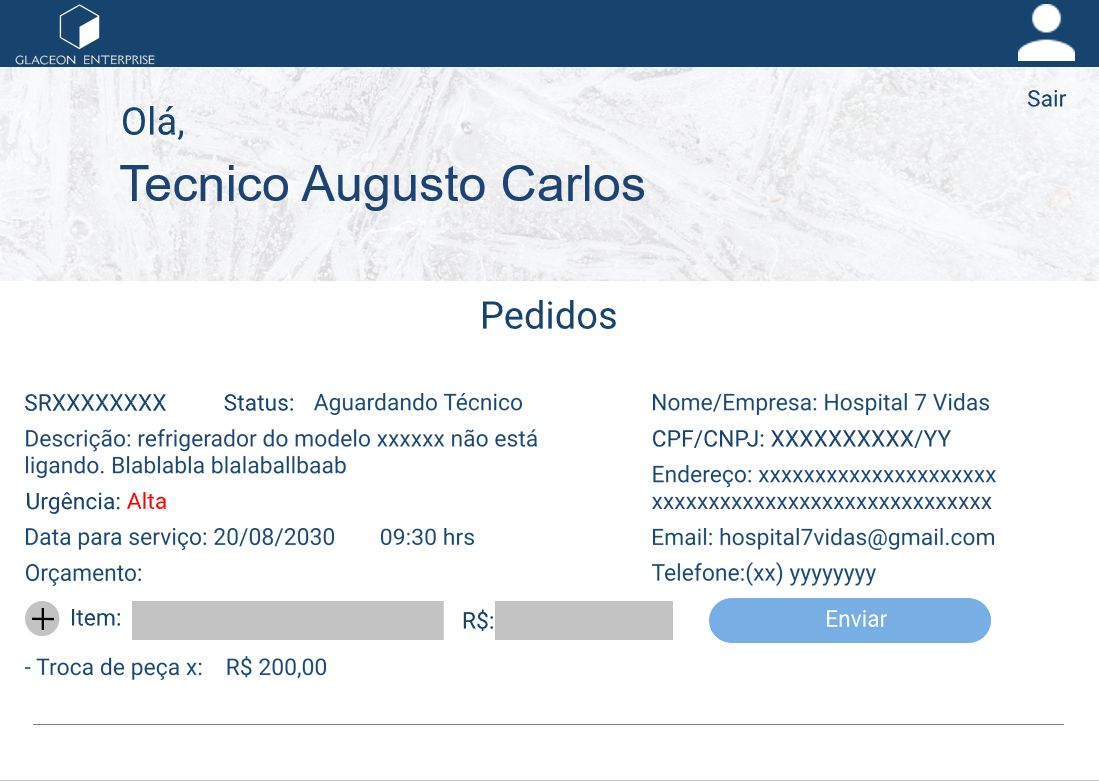 GLACEON ENTERPRISE
Sair
Olá,
Tecnico Augusto Carlos
Pedidos
SRXXXXXXXX Status: Aguardando Técnico
Descrição: refrigerador do modelo xxxxxx não está
ligando. Blablabla blalaballbaab
Urgência: Alta
Data para serviço: 20/08/2030 09:30 hrs
Orçamento:
Nome/Empresa: Hospital 7 Vidas
CPF/CNPJ: XXXXXXXXXX/YY
Endereço: xxxxxxxxxxxxxxxxxxxxx
xxxxxxxxxxxxxxxxxxxxxxxxxxxxxx
Email: hospital7vidas@gmail.com
Telefone:(xx) yyyyyyyy
Item: R$: Enviar
- Troca de peça x: R$ 200,00